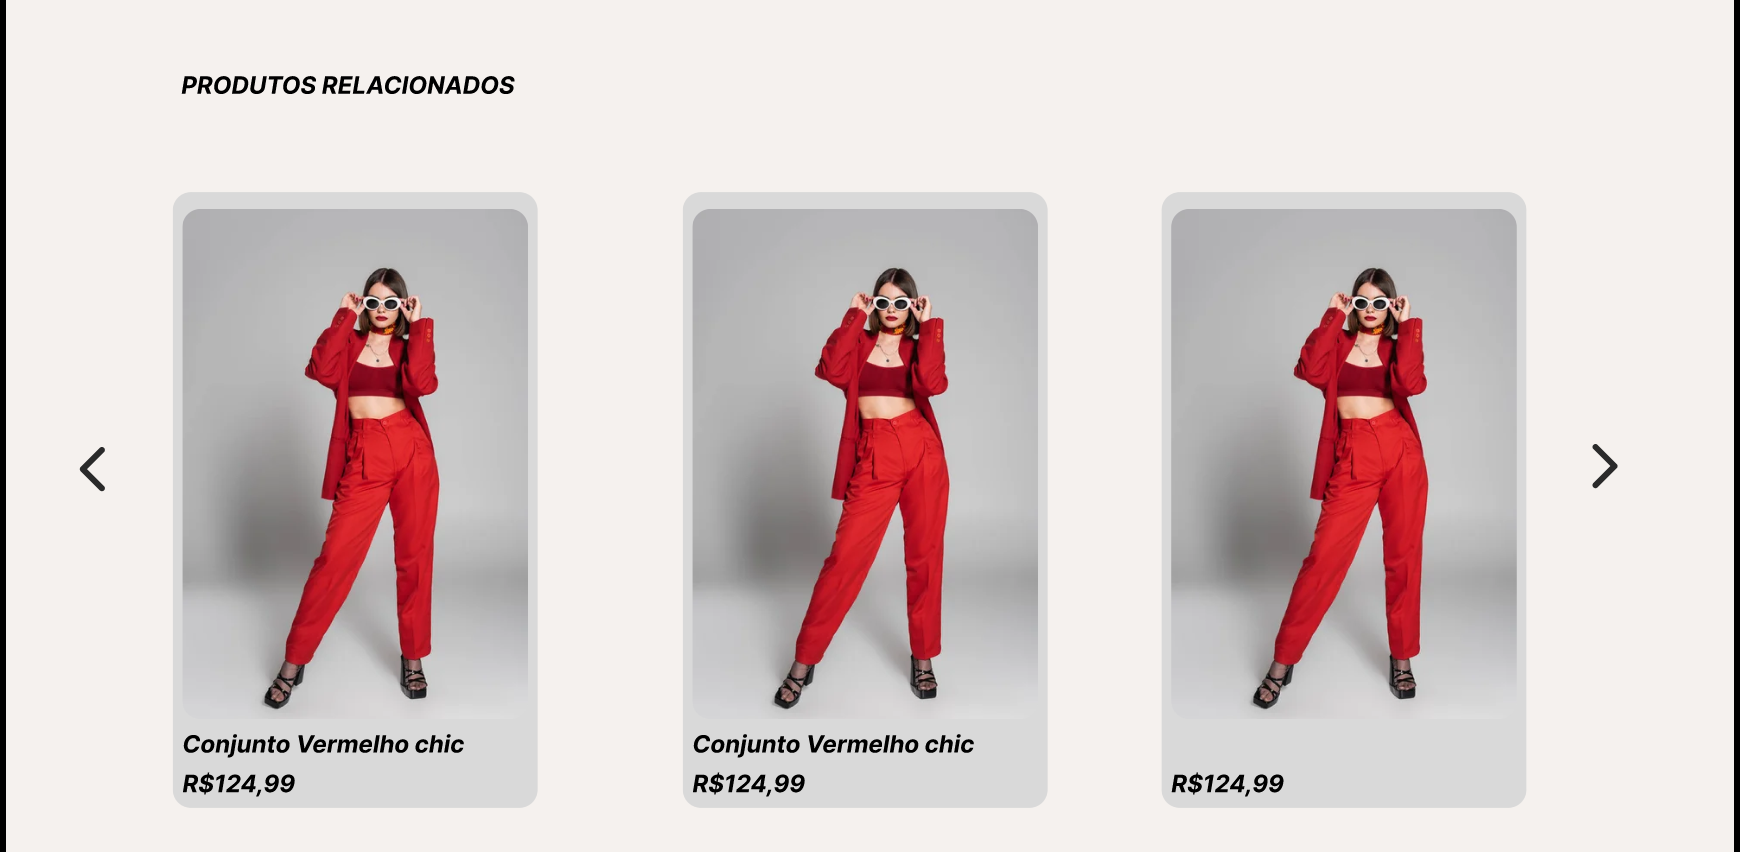 PRODUTOS RELACIONADOS
Conjunto Vermelho chic
R$124,99
Conjunto Vermelho chic
R$124,99
R$124,99